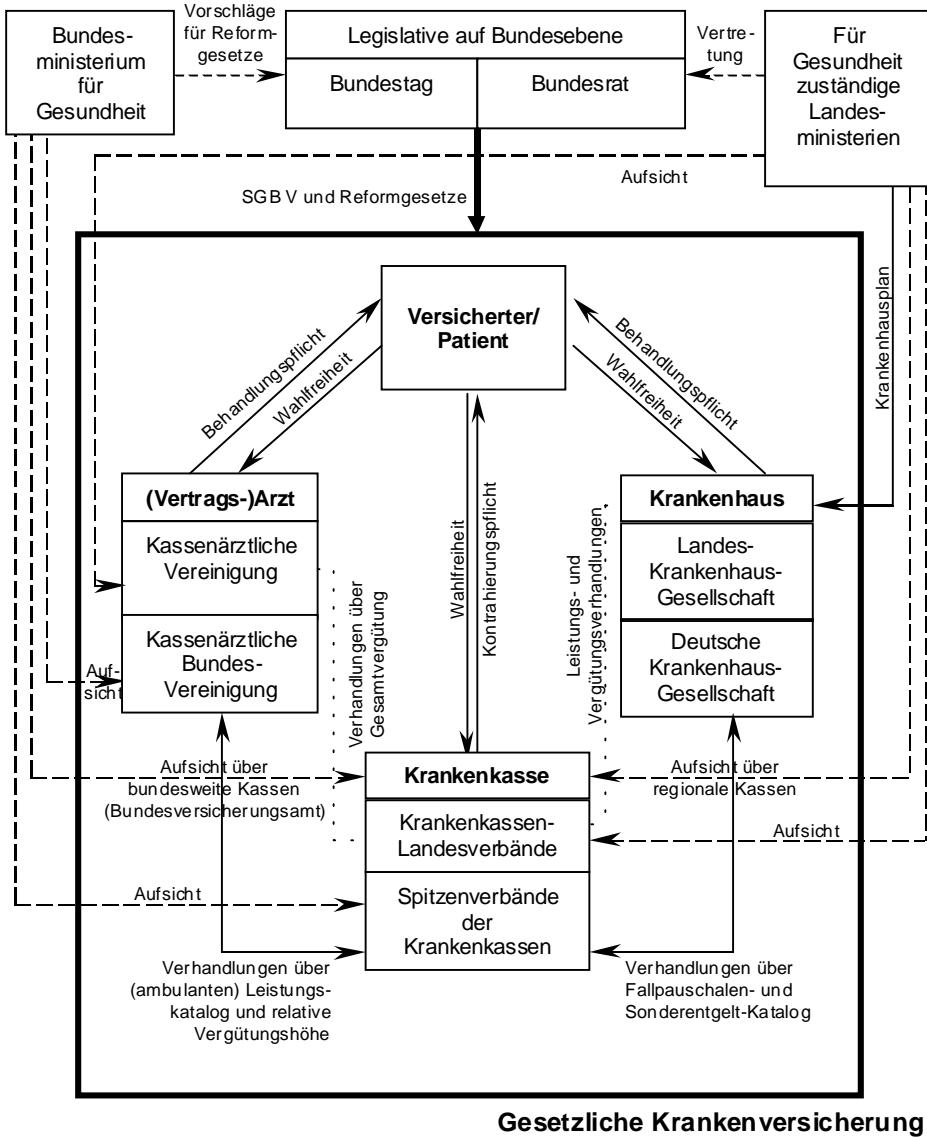 Bundes-
ministerium
für
Gesundheit
Vorschläge
für Reform-
gesetze
Legislative auf Bundesebene
Bundestag
Bundesrat
Vertre-
tung
Für
Gesundheit
zuständige
Landes-
ministerien
Aufsicht
SGB V und Reformgesetze
Krankenhausplan
Versicherter/
Patient
Behandlungspflicht
Wahlfreiheit
Behandlungspflicht
Wahlfreiheit
(Vertrags-)Arzt
Kassenärztliche
Vereinigung
Kassenärztliche
Bundes-
Vereinigung
Auf-
sicht
Verhandlungen über
Gesamtvergütung
Wahlfreiheit
Kontrahierungspflicht
Leistungs- und
Vergütungsverhandlungen
Krankenhaus
Landes-
Krankenhaus-
Gesellschaft
Deutsche
Krankenhaus-
Gesellschaft
Aufsicht über
bundesweite Kassen
(Bundesversicherungsamt)
Krankenkasse
Krankenkassen-
Landesverbände
Spitzenverbände
der
Krankenkassen
Aufsicht über
regionale Kassen
Aufsicht
Aufsicht
Verhandlungen über
(ambulanten) Leistungs-
katalog und relative
Vergütungshöhe
Verhandlungen über
Fallpauschalen- und
Sonderentgelt-Katalog
Gesetzliche Krankenversicherung